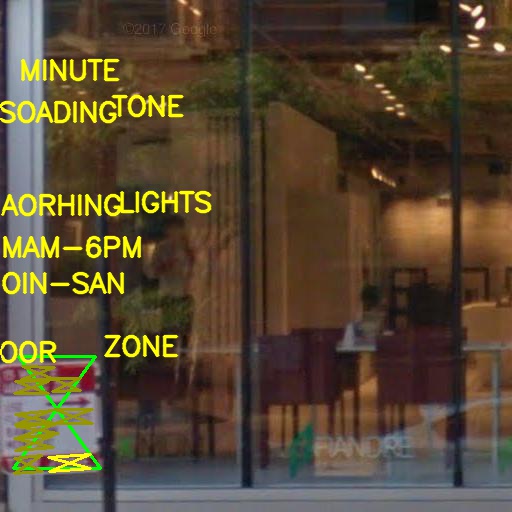 ©2017 Google
MINUTE
SOADING TONE
AORHING LIGHTS
MAM-6PM
OIN-SAN
OOR ZONE
FIANDRE